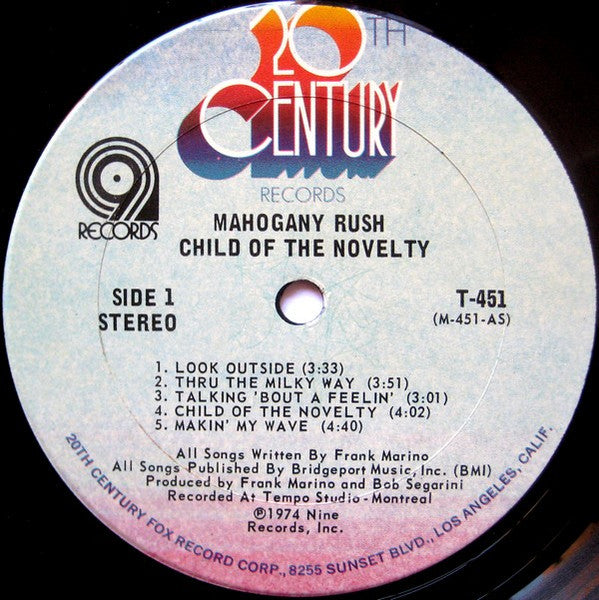 20TH
CENTURY
RECORDS
9
RECORDS
MAHOGANY RUSH
CHILD OF THE NOVELTY
SIDE 1
STEREO
T-451
(M-451-AS)
1. LOOK OUTSIDE (3:33)
2. THRU THE MILKY WAY (3:51)
3. TALKING 'BOUT A FEELIN' (3:01)
4. CHILD OF THE NOVELTY (4:02)
5. MAKIN' MY WAVE (4:40)
All Songs Written By Frank Marino
All Songs Published By Bridgeport Music, Inc. (BMI)
Produced by Frank Marino and Bob Segarini
Recorded At Tempo Studio - Montreal
℗1974 Nine
Records, Inc.
20TH CENTURY FOX RECORD CORP., 8255 SUNSET BLVD., LOS ANGELES, CALIF.